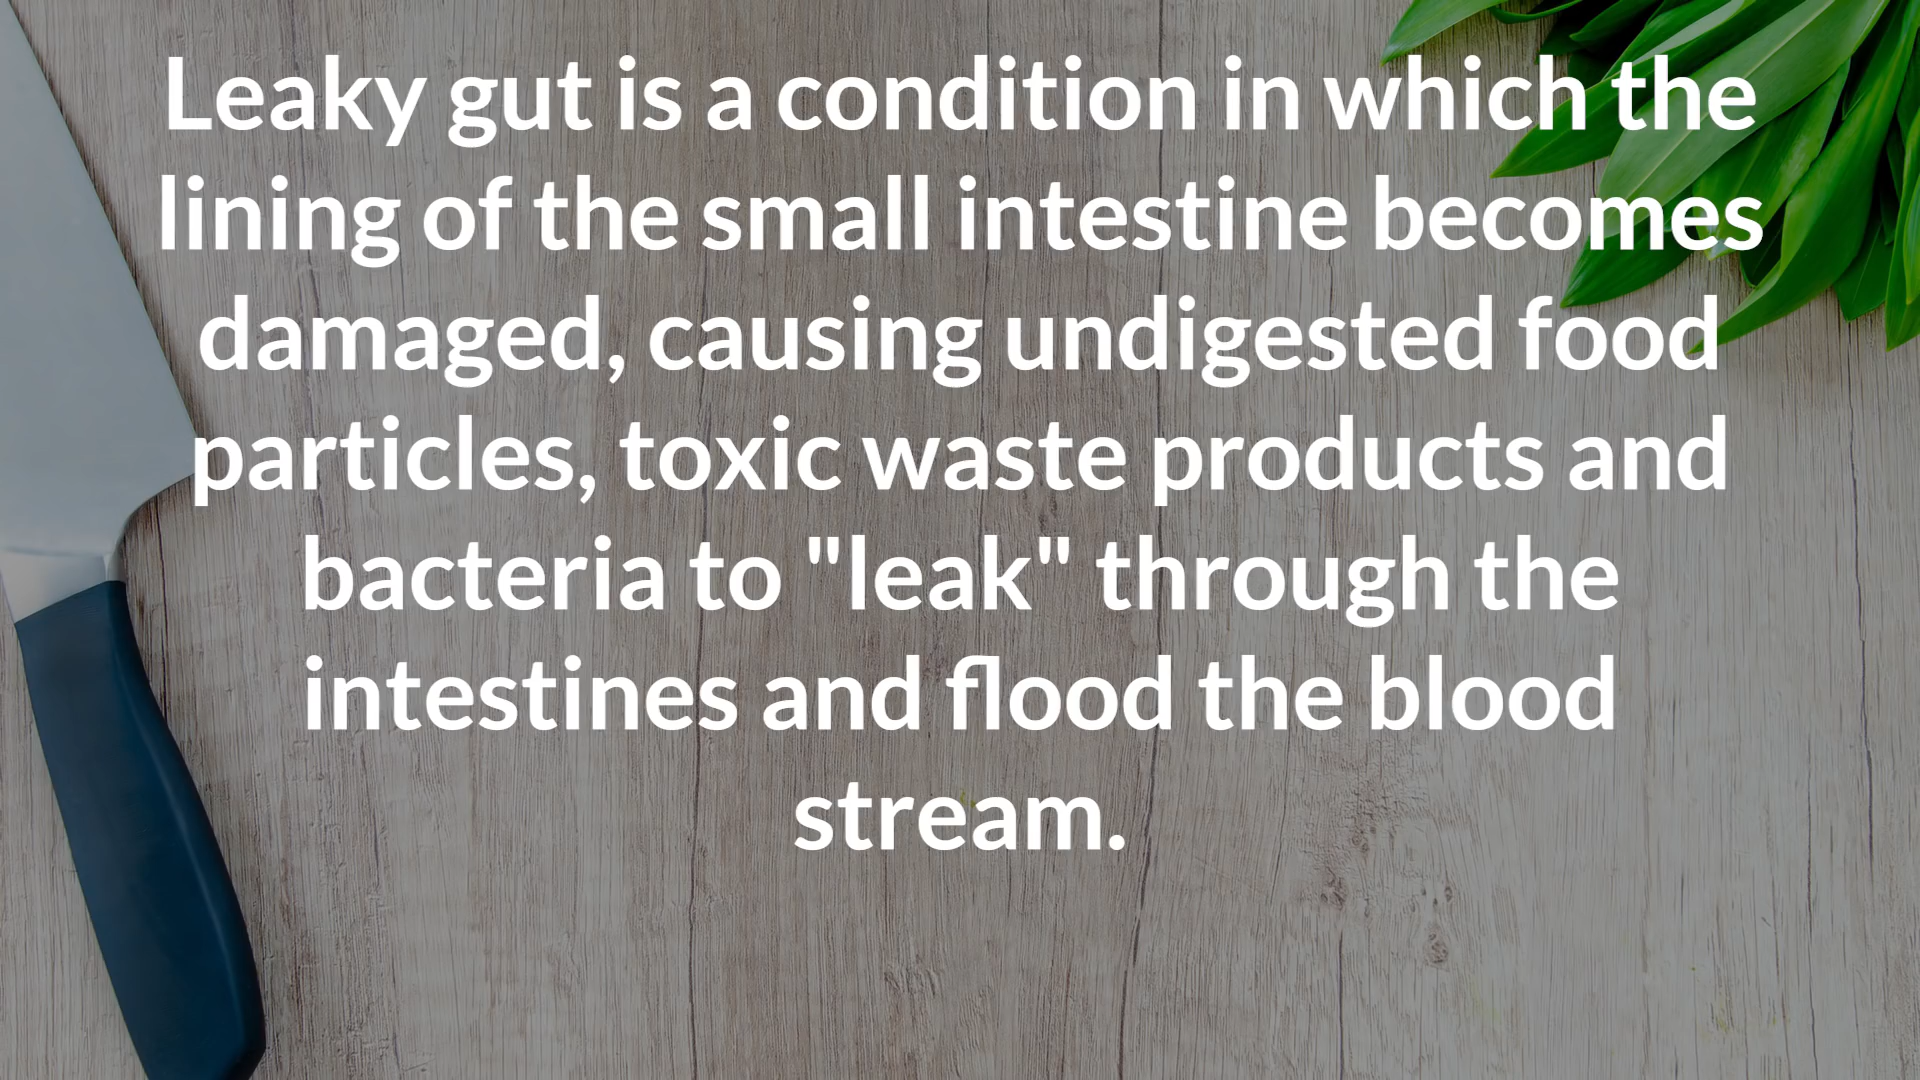 Leaky gut is a condition in which the
lining of the small intestine becomes
damaged, causing undigested food
particles, toxic waste products and
bacteria to "leak" through the
intestines and flood the blood
stream.